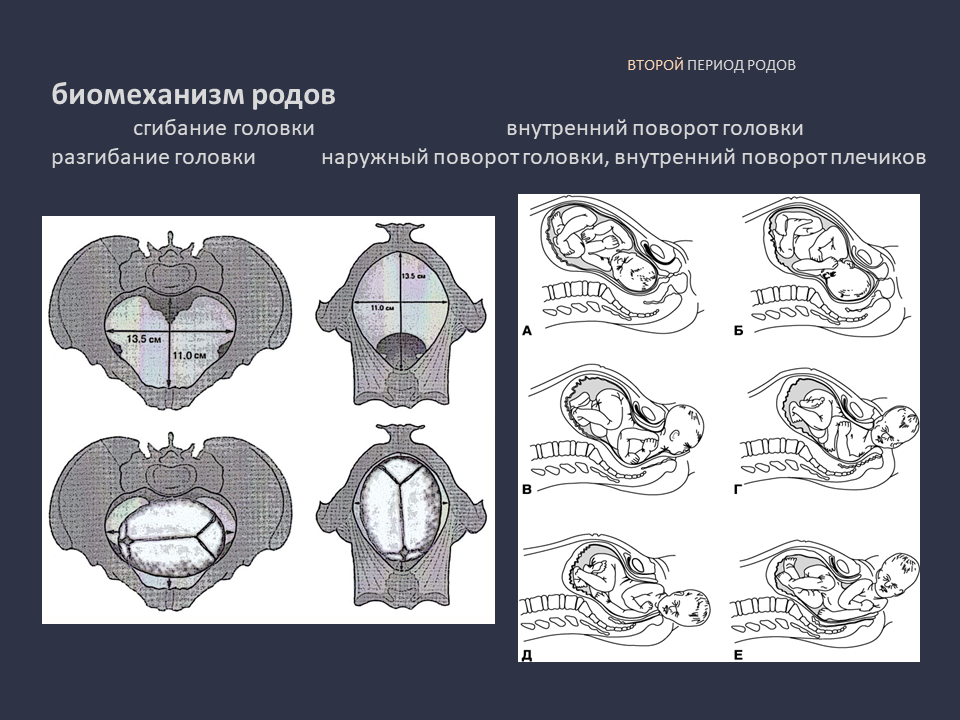 ВТОРОЙ ПЕРИОД РОДОВ
биомеханизм родов
сгибание головки внутренний поворот головки
разгибание головки наружный поворот головки, внутренний поворот плечиков
13.5 см
11.0 см
13.5 см
11.0 см
А
Б
В
Г
Д
Е